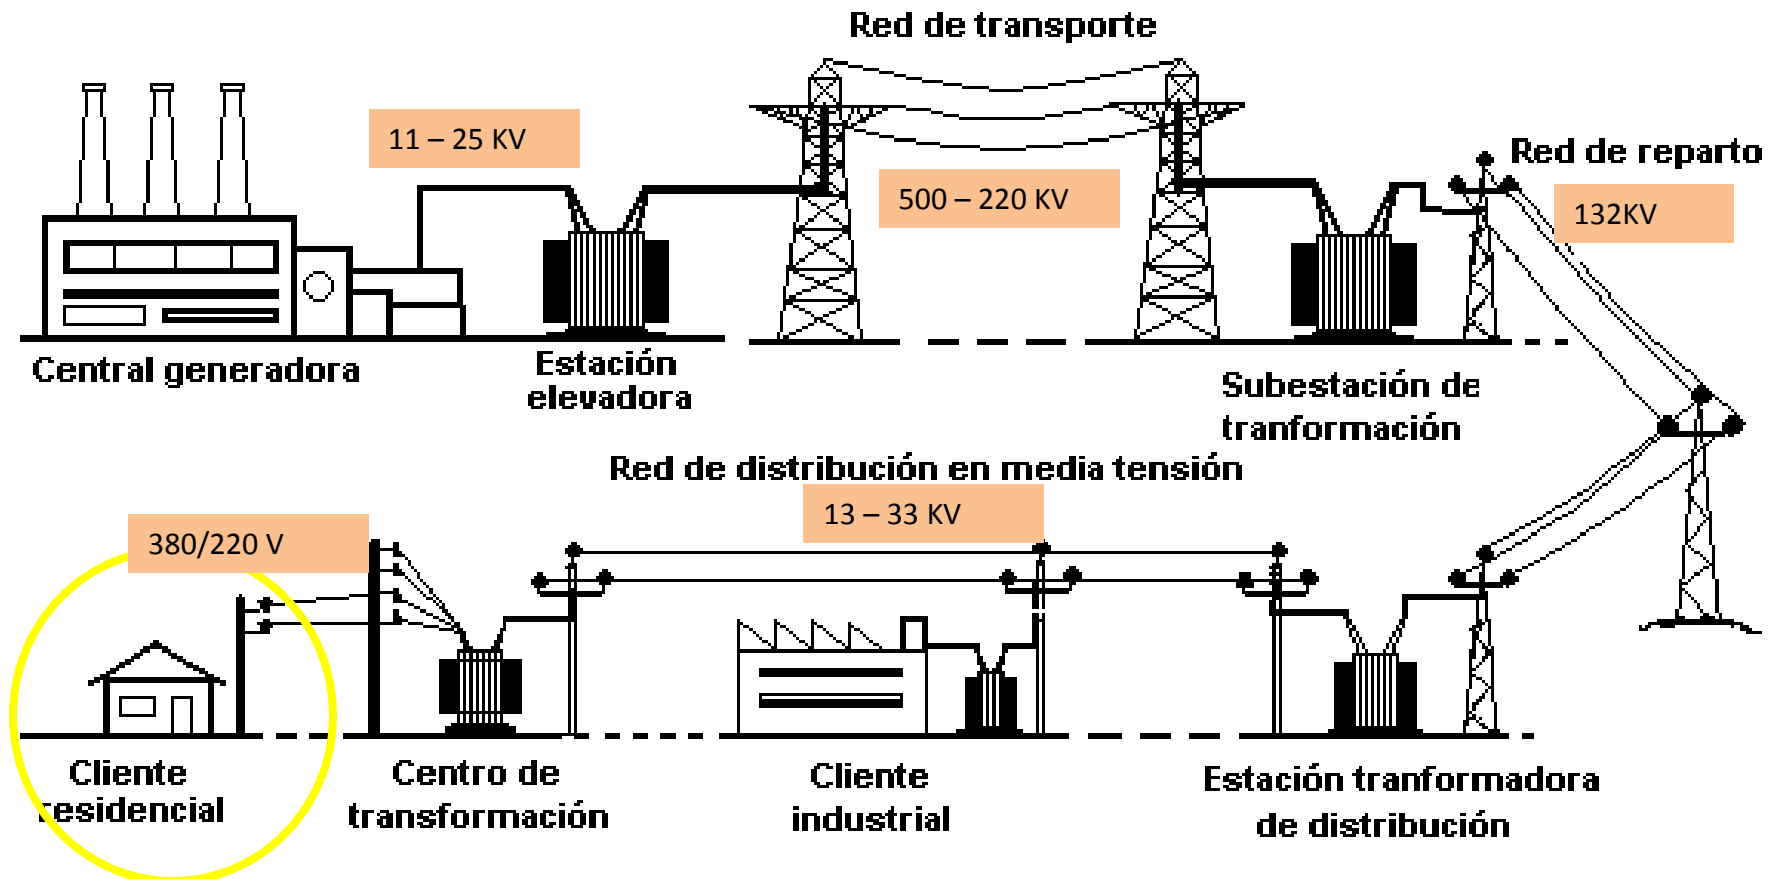 Red de transporte
11 – 25 KV
500 – 220 KV
Red de reparto
132KV
Central generadora
Estación
elevadora
Subestación de
tranformación
Red de distribución en media tensión
13 – 33 KV
380/220 V
Cliente
residencial
Centro de
transformación
Cliente
industrial
Estación tranformadora
de distribución